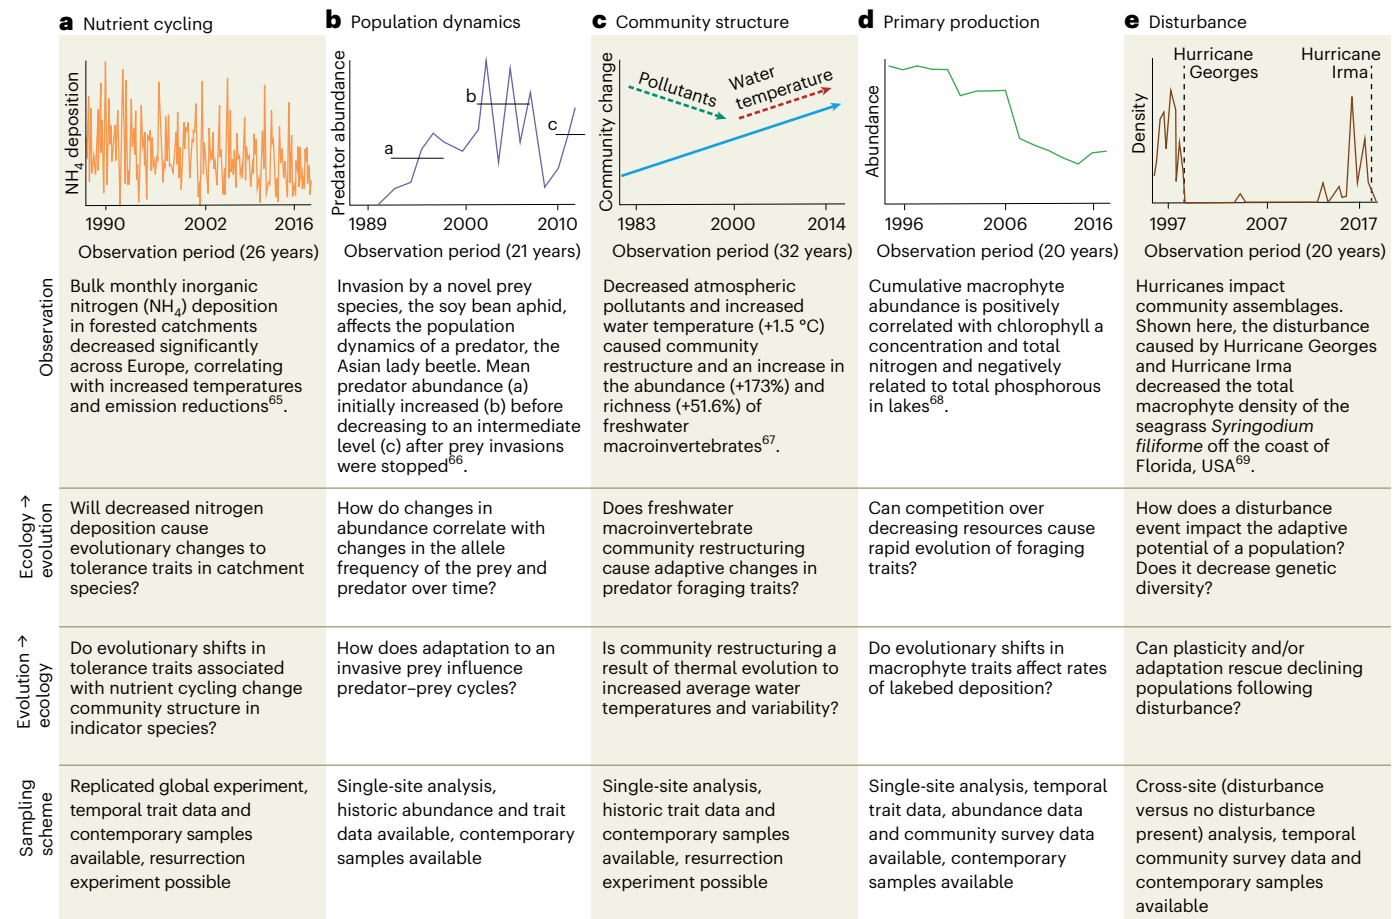 a Nutrient cycling
NH4 deposition
1990 2002 2016
Observation period (26 years)
b Population dynamics
Predator abundance
a
b
c
1989 2000 2010
Observation period (21 years)
c Community structure
Community change
Pollutants
Water
temperature
1983 2000 2014
Observation period (32 years)
d Primary production
Abundance
1996 2006 2016
Observation period (20 years)
e Disturbance
Density
Hurricane
Georges
Hurricane
Irma
1997 2007 2017
Observation period (20 years)
Observation
Bulk monthly inorganic
nitrogen (NH4) deposition
in forested catchments
decreased significantly
across Europe, correlating
with increased temperatures
and emission reductions65.
Invasion by a novel prey
species, the soy bean aphid,
affects the population
dynamics of a predator, the
Asian lady beetle. Mean
predator abundance (a)
initially increased (b) before
decreasing to an intermediate
level (c) after prey invasions
were stopped66.
Decreased atmospheric
pollutants and increased
water temperature (+1.5 °C)
caused community
restructure and an increase in
the abundance (+173%) and
richness (+51.6%) of
freshwater
macroinvertebrates67.
Cumulative macrophyte
abundance is positively
correlated with chlorophyll a
concentration and total
nitrogen and negatively
related to total phosphorous
in lakes68.
Hurricanes impact
community assemblages.
Shown here, the disturbance
caused by Hurricane Georges
and Hurricane Irma
decreased the total
macrophyte density of the
seagrass Syringodium
filiforme off the coast of
Florida, USA69.
Ecology →
evolution
Will decreased nitrogen
deposition cause
evolutionary changes to
tolerance traits in catchment
species?
How do changes in
abundance correlate with
changes in the allele
frequency of the prey and
predator over time?
Does freshwater
macroinvertebrate
community restructuring
cause adaptive changes in
predator foraging traits?
Can competition over
decreasing resources cause
rapid evolution of foraging
traits?
How does a disturbance
event impact the adaptive
potential of a population?
Does it decrease genetic
diversity?
Evolution →
ecology
Do evolutionary shifts in
tolerance traits associated
with nutrient cycling change
community structure in
indicator species?
How does adaptation to an
invasive prey influence
predator–prey cycles?
Is community restructuring a
result of thermal evolution to
increased average water
temperatures and variability?
Do evolutionary shifts in
macrophyte traits affect rates
of lakebed deposition?
Can plasticity and/or
adaptation rescue declining
populations following
disturbance?
Sampling
scheme
Replicated global experiment,
temporal trait data and
contemporary samples
available, resurrection
experiment possible
Single-site analysis,
historic abundance and trait
data available, contemporary
samples available
Single-site analysis,
historic trait data and
contemporary samples
available, resurrection
experiment possible
Single-site analysis, temporal
trait data, abundance data
and community survey data
available, contemporary
samples available
Cross-site (disturbance
versus no disturbance
present) analysis, temporal
community survey data and
contemporary samples
available